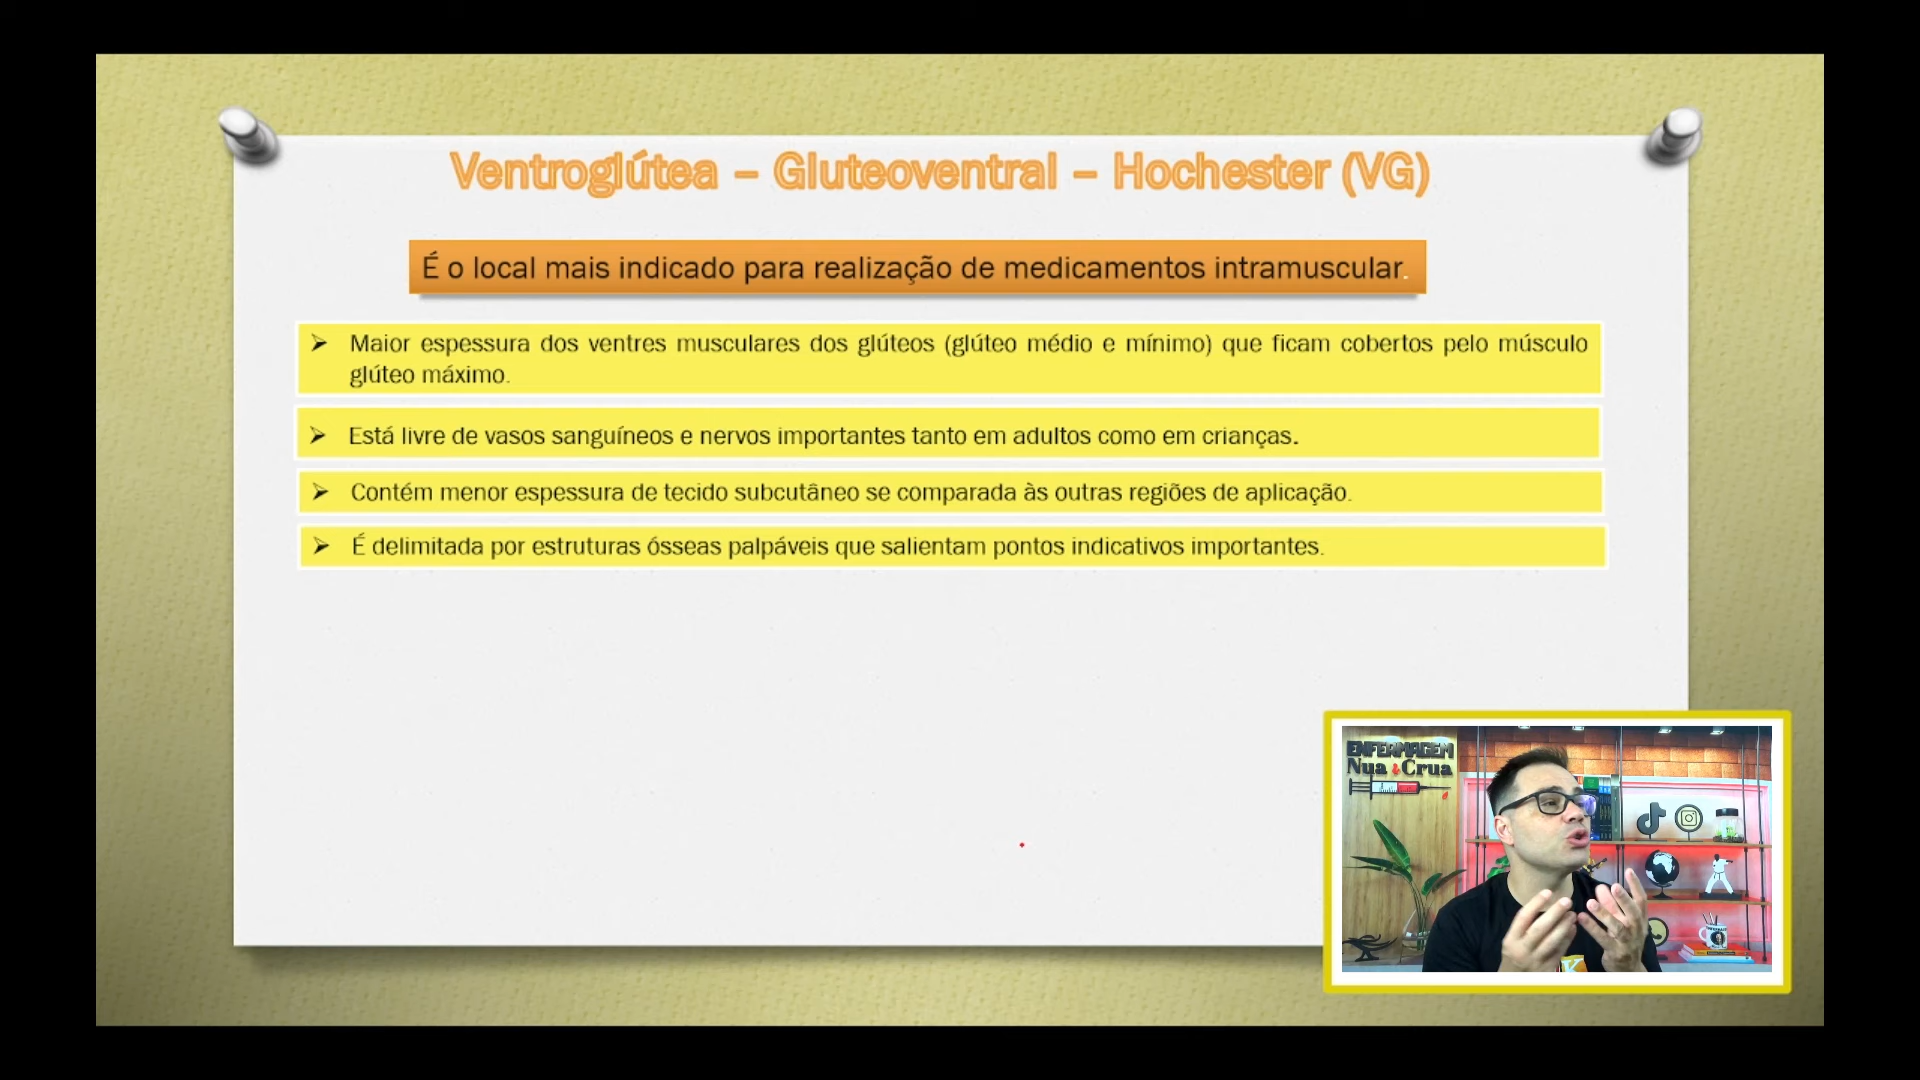 Ventroglútea – Gluteoventral – Hochester (VG)
É o local mais indicado para realização de medicamentos intramuscular.
➢ Maior espessura dos ventres musculares dos glúteos (glúteo médio e mínimo) que ficam cobertos pelo músculo
glúteo máximo.
➢ Está livre de vasos sanguíneos e nervos importantes tanto em adultos como em crianças.
➢ Contém menor espessura de tecido subcutâneo se comparada às outras regiões de aplicação.
➢ É delimitada por estruturas ósseas palpáveis que salientam pontos indicativos importantes.
ENFERMAGEM
Nua & Crua